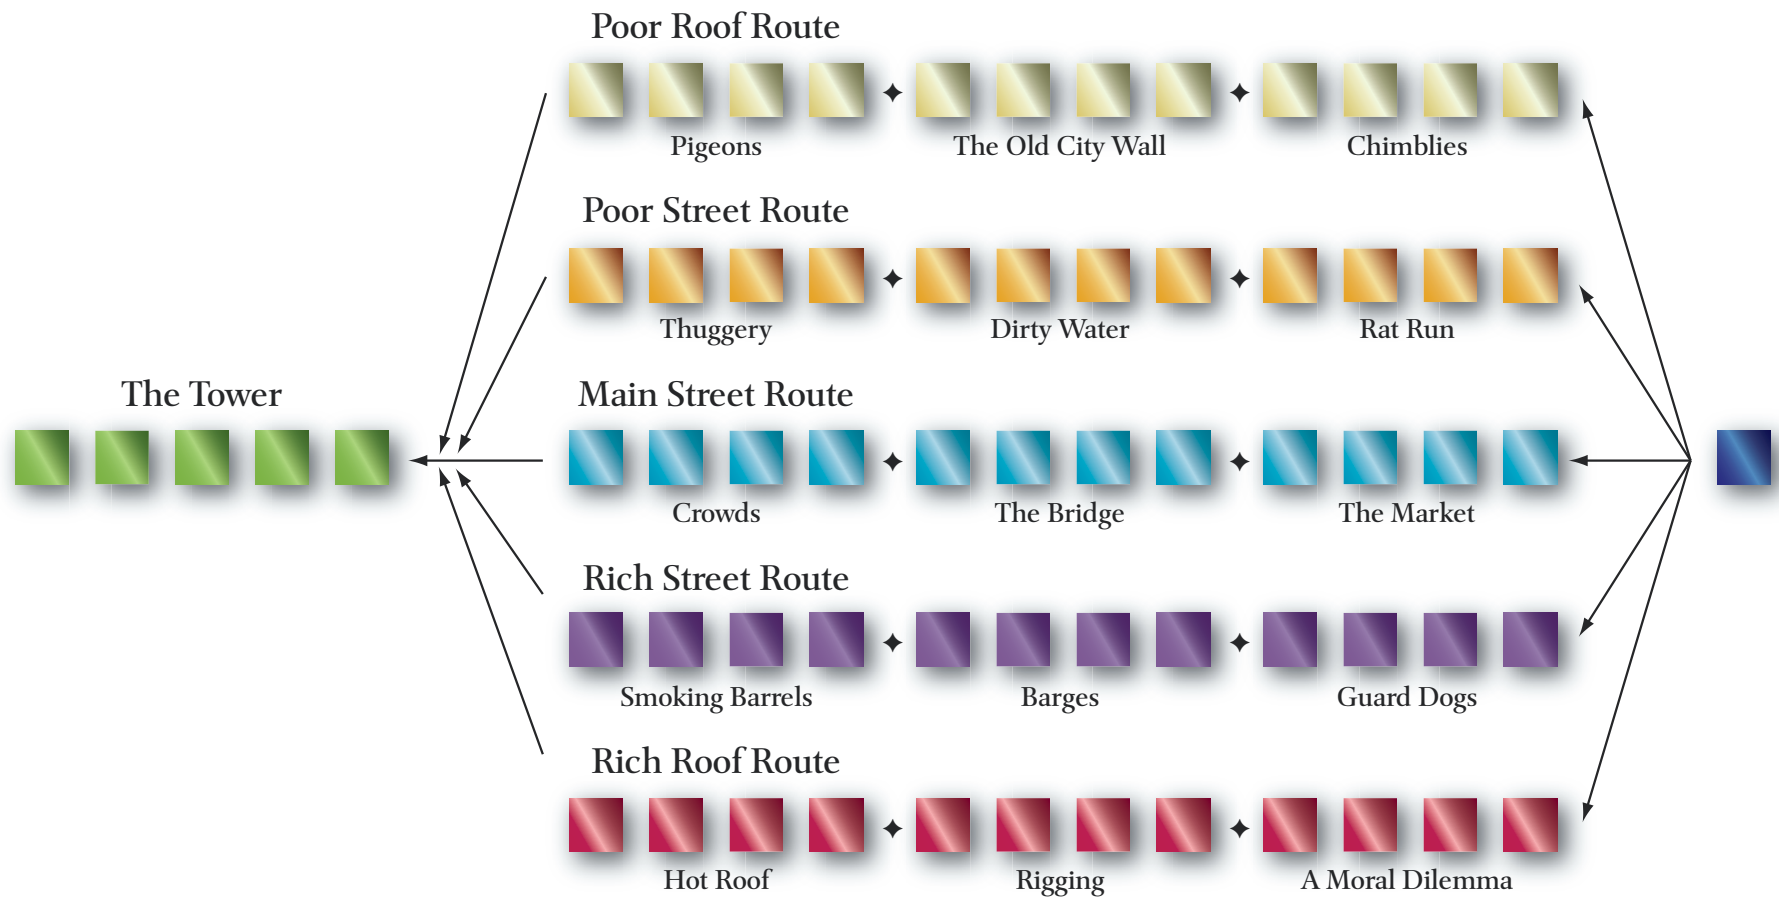 Poor Roof Route
Pigeons
The Old City Wall
Chimblies
Poor Street Route
Thuggery
Dirty Water
Rat Run
The Tower
Main Street Route
Crowds
The Bridge
The Market
Rich Street Route
Smoking Barrels
Barges
Guard Dogs
Rich Roof Route
Hot Roof
Rigging
A Moral Dilemma